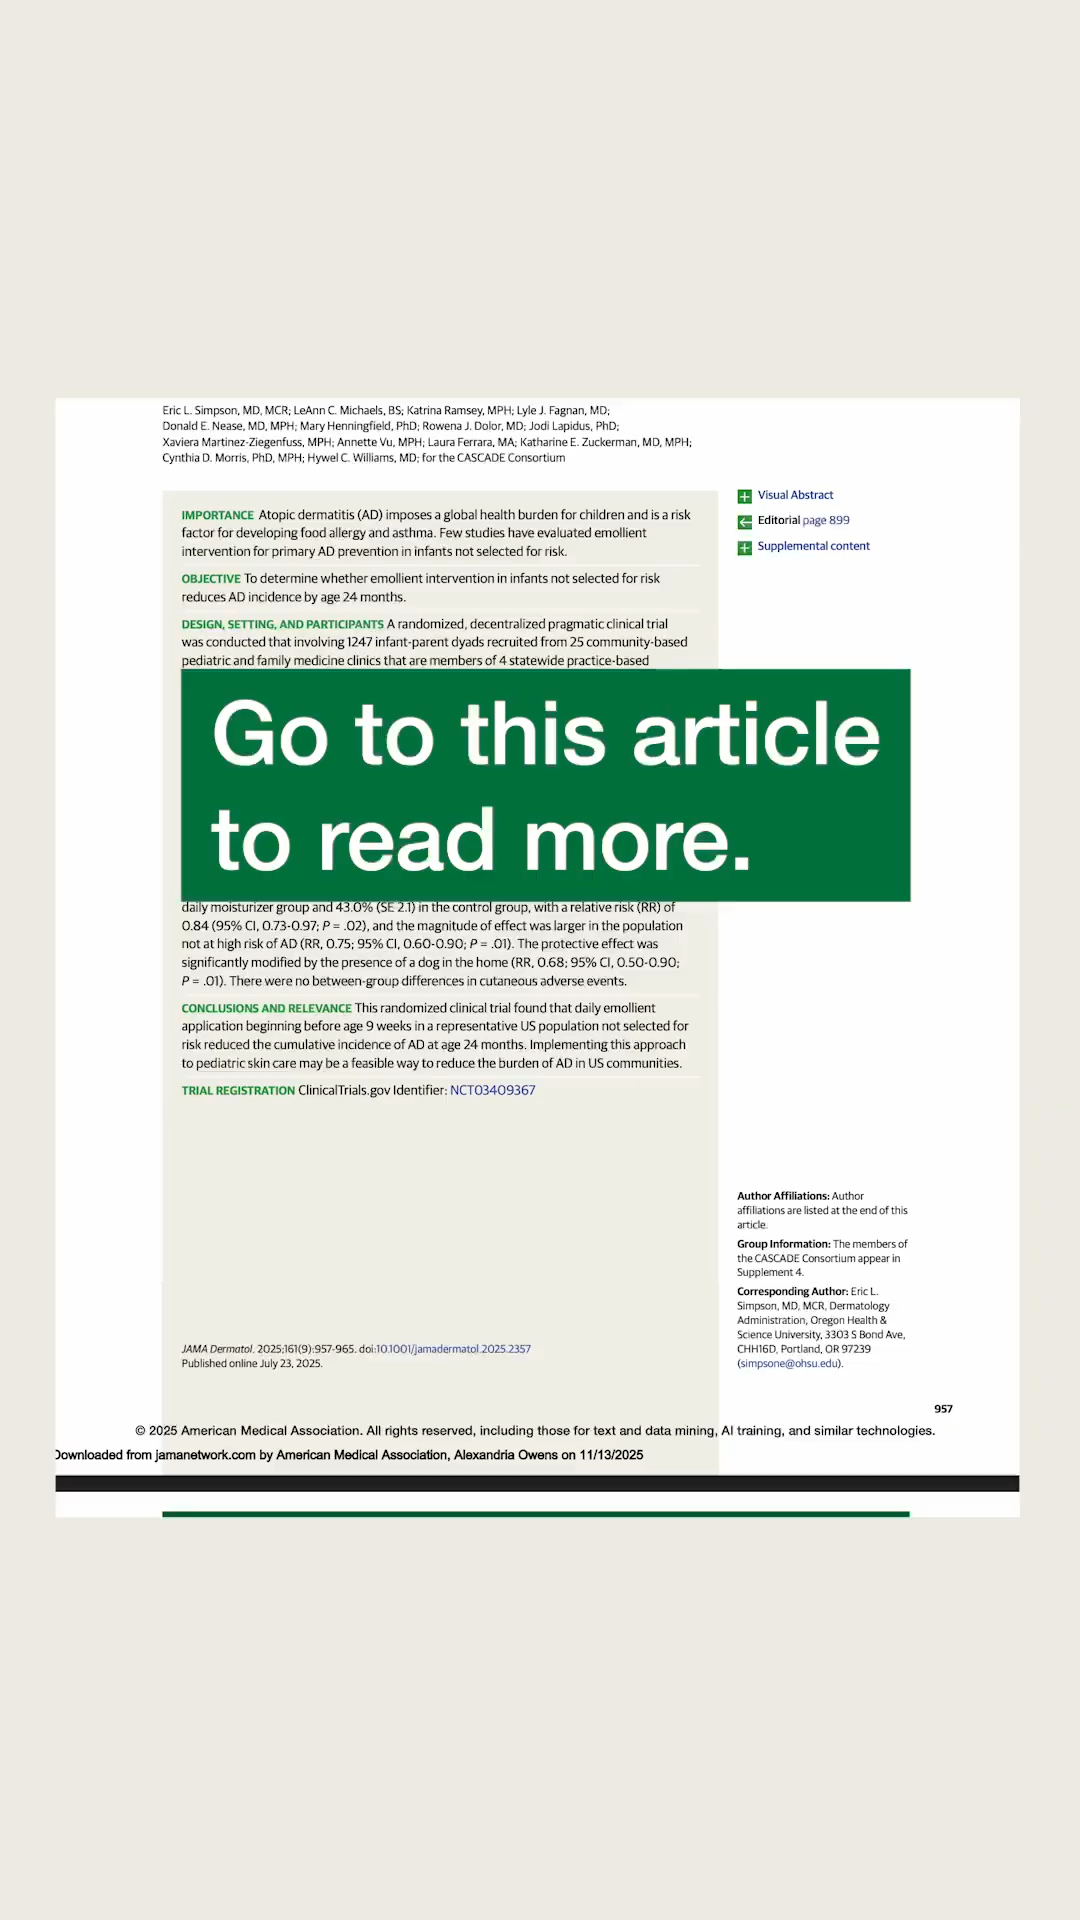 Eric L. Simpson, MD, MCR; LeAnn C. Michaels, BS; Katrina Ramsey, MPH; Lyle J. Fagnan, MD;
Donald E. Nease, MD, MPH; Mary Henningfield, PhD; Rowena J. Dolor, MD; Jodi Lapidus, PhD;
Xaviera Martinez-Ziegenfuss, MPH; Annette Vu, MPH; Laura Ferrara, MA; Katharine E. Zuckerman, MD, MPH;
Cynthia D. Morris, PhD, MPH; Hywel C. Williams, MD; for the CASCADE Consortium
IMPORTANCE Atopic dermatitis (AD) imposes a global health burden for children and is a risk
factor for developing food allergy and asthma. Few studies have evaluated emollient
intervention for primary AD prevention in infants not selected for risk.
OBJECTIVE To determine whether emollient intervention in infants not selected for risk
reduces AD incidence by age 24 months.
DESIGN, SETTING, AND PARTICIPANTS A randomized, decentralized pragmatic clinical trial
was conducted that involving 1247 infant-parent dyads recruited from 25 community-based
pediatric and family medicine clinics that are members of 4 statewide practice-based
Go to this article
to read more.
daily moisturizer group and 43.0% (SE 2.1) in the control group, with a relative risk (RR) of
0.84 (95% CI, 0.73-0.97; P = .02), and the magnitude of effect was larger in the population
not at high risk of AD (RR, 0.75; 95% CI, 0.60-0.90; P = .01). The protective effect was
significantly modified by the presence of a dog in the home (RR, 0.68; 95% CI, 0.50-0.90;
P = .01). There were no between-group differences in cutaneous adverse events.
CONCLUSIONS AND RELEVANCE This randomized clinical trial found that daily emollient
application beginning before age 9 weeks in a representative US population not selected for
risk reduced the cumulative incidence of AD at age 24 months. Implementing this approach
to pediatric skin care may be a feasible way to reduce the burden of AD in US communities.
TRIAL REGISTRATION ClinicalTrials.gov Identifier: NCT03409367
JAMA Dermatol. 2025;161(9):957-965. doi:10.1001/jamadermatol.2025.2357
Published online July 23, 2025.
Visual Abstract
Editorial page 899
Supplemental content
Author Affiliations: Author
affiliations are listed at the end of this
article.
Group Information: The members of
the CASCADE Consortium appear in
Supplement 4.
Corresponding Author: Eric L.
Simpson, MD, MCR, Dermatology
Administration, Oregon Health &
Science University, 3303 S Bond Ave,
CHH16D, Portland, OR 97239
(simpsone@ohsu.edu).
957
© 2025 American Medical Association. All rights reserved, including those for text and data mining, AI training, and similar technologies.
Downloaded from jamanetwork.com by American Medical Association, Alexandria Owens on 11/13/2025